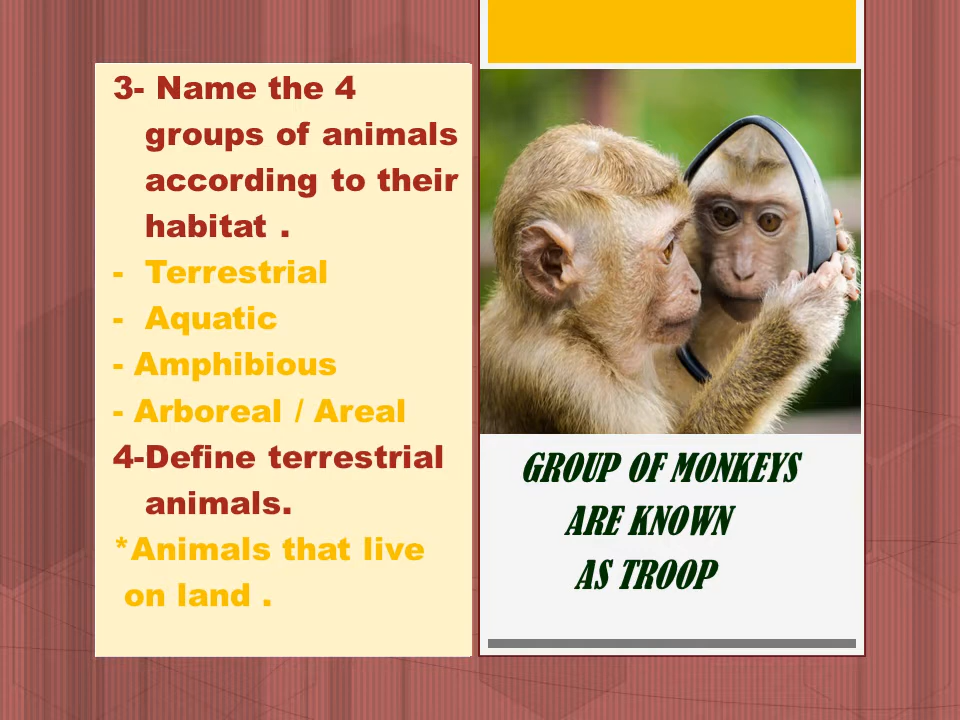 3- Name the 4
groups of animals
according to their
habitat .
- Terrestrial
- Aquatic
- Amphibious
- Arboreal / Areal
4-Define terrestrial
animals.
*Animals that live
on land .
GROUP OF MONKEYS
ARE KNOWN
AS TROOP